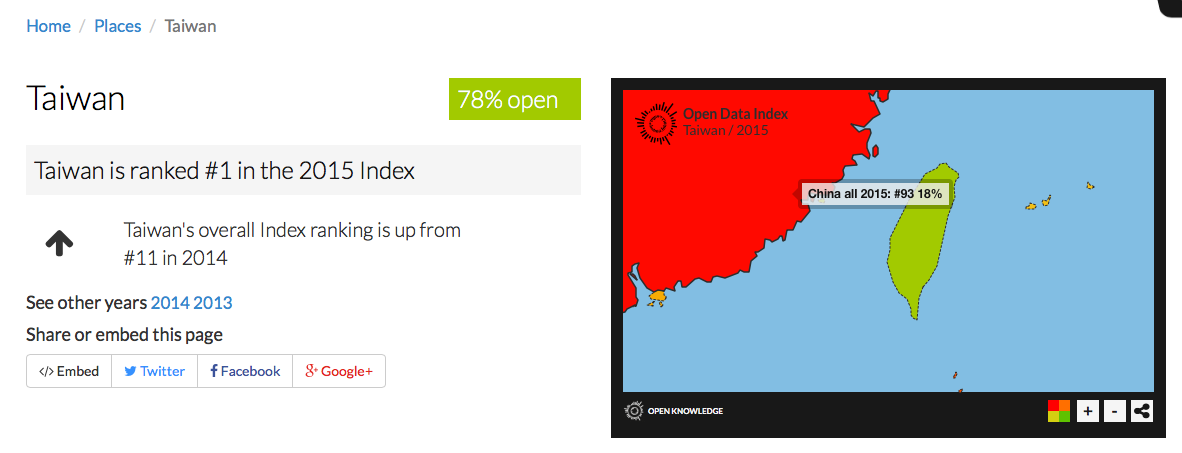 Home / Places / Taiwan
Taiwan
78% open
Taiwan is ranked #1 in the 2015 Index
Taiwan's overall Index ranking is up from
#11 in 2014
See other years 2014 2013
Share or embed this page
</> Embed
Twitter
Facebook
Google+
Open Data Index
Taiwan / 2015
China all 2015: #93 18%
OPEN KNOWLEDGE
+
-